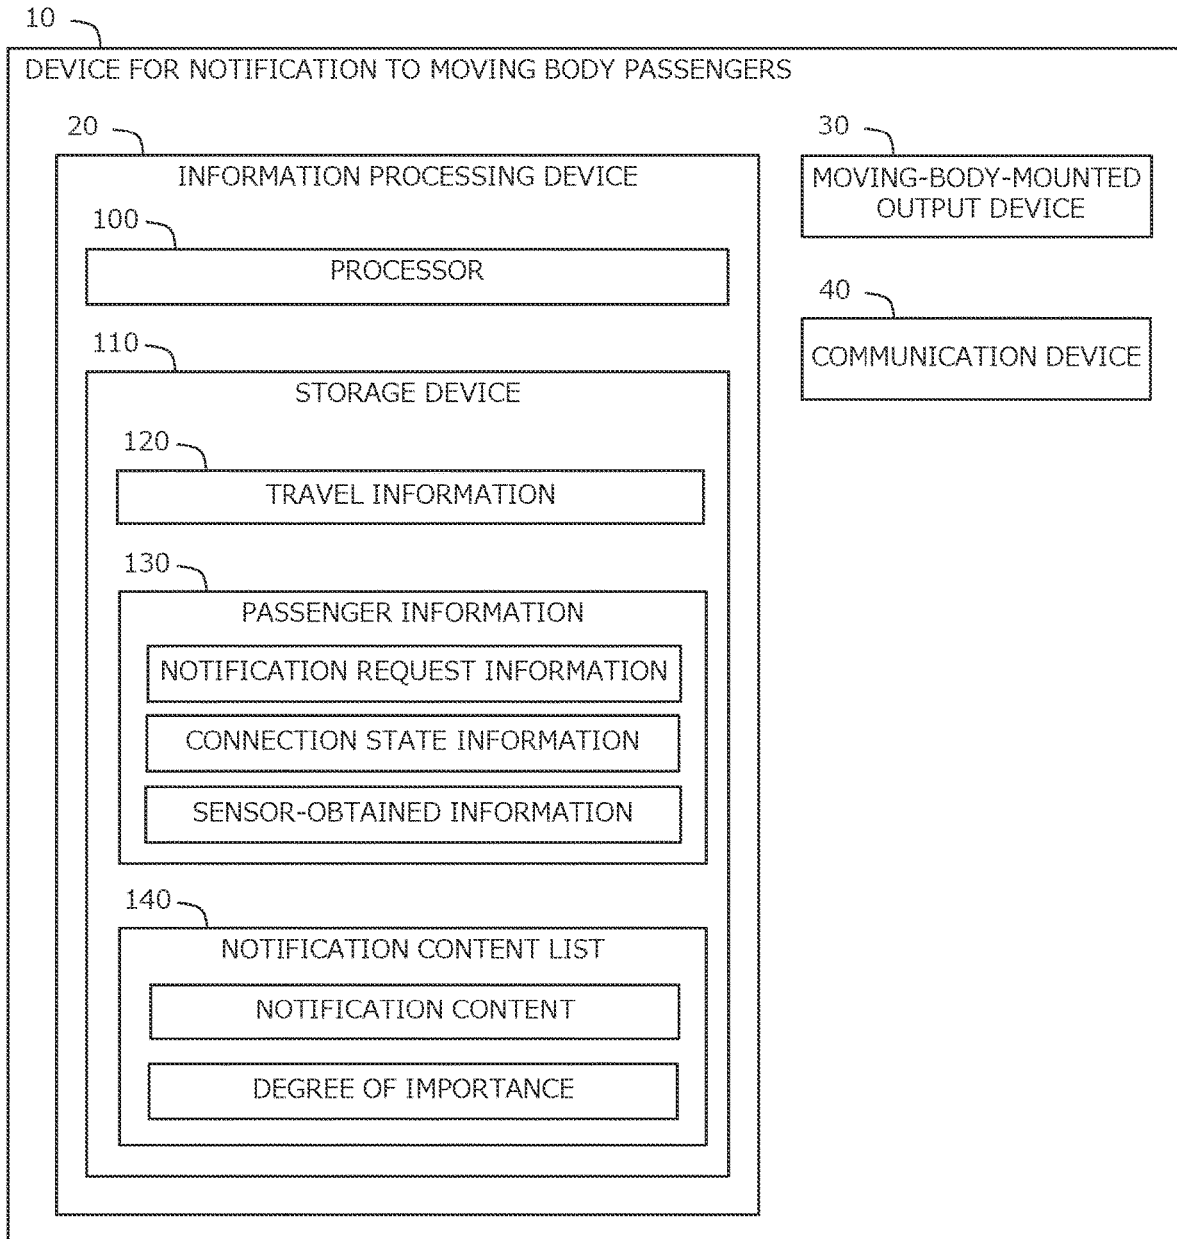 10
DEVICE FOR NOTIFICATION TO MOVING BODY PASSENGERS
20
INFORMATION PROCESSING DEVICE
100
PROCESSOR
110
STORAGE DEVICE
120
TRAVEL INFORMATION
130
PASSENGER INFORMATION
NOTIFICATION REQUEST INFORMATION
CONNECTION STATE INFORMATION
SENSOR-OBTAINED INFORMATION
140
NOTIFICATION CONTENT LIST
NOTIFICATION CONTENT
DEGREE OF IMPORTANCE
30
MOVING-BODY-MOUNTED
OUTPUT DEVICE
40
COMMUNICATION DEVICE